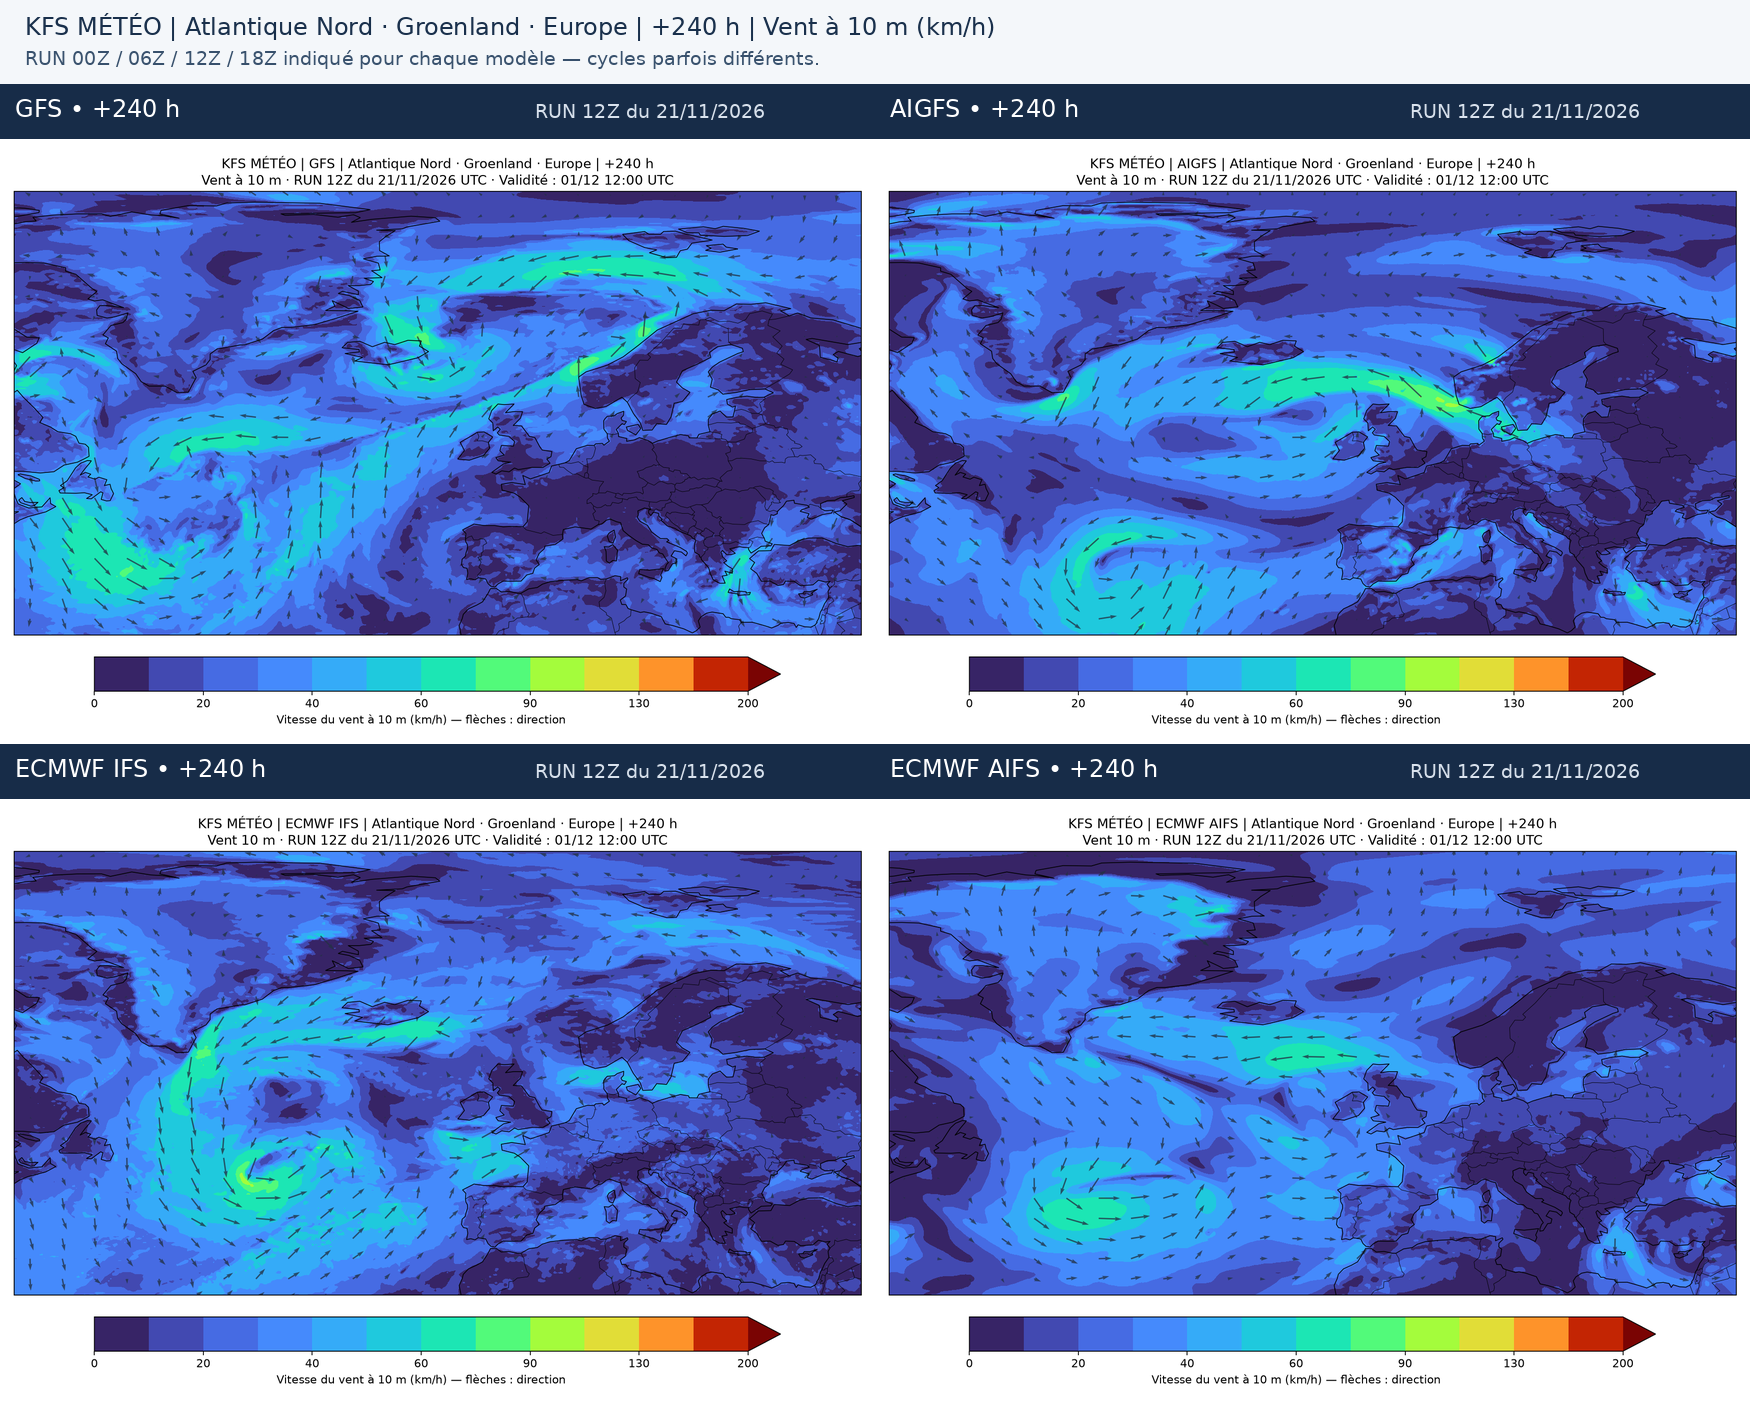 KFS MÉTÉO | Atlantique Nord · Groenland · Europe | +240 h | Vent à 10 m (km/h)
RUN 00Z / 06Z / 12Z / 18Z indiqué pour chaque modèle — cycles parfois différents.
GFS • +240 h
RUN 12Z du 21/11/2026
KFS MÉTÉO | GFS | Atlantique Nord · Groenland · Europe | +240 h
Vent à 10 m · RUN 12Z du 21/11/2026 UTC · Validité : 01/12 12:00 UTC
0 20 40 60 90 130 200
Vitesse du vent à 10 m (km/h) — flèches : direction
AIGFS • +240 h
RUN 12Z du 21/11/2026
KFS MÉTÉO | AIGFS | Atlantique Nord · Groenland · Europe | +240 h
Vent à 10 m · RUN 12Z du 21/11/2026 UTC · Validité : 01/12 12:00 UTC
0 20 40 60 90 130 200
Vitesse du vent à 10 m (km/h) — flèches : direction
ECMWF IFS • +240 h
RUN 12Z du 21/11/2026
KFS MÉTÉO | ECMWF IFS | Atlantique Nord · Groenland · Europe | +240 h
Vent 10 m · RUN 12Z du 21/11/2026 UTC · Validité : 01/12 12:00 UTC
0 20 40 60 90 130 200
Vitesse du vent à 10 m (km/h) — flèches : direction
ECMWF AIFS • +240 h
RUN 12Z du 21/11/2026
KFS MÉTÉO | ECMWF AIFS | Atlantique Nord · Groenland · Europe | +240 h
Vent 10 m · RUN 12Z du 21/11/2026 UTC · Validité : 01/12 12:00 UTC
0 20 40 60 90 130 200
Vitesse du vent à 10 m (km/h) — flèches : direction